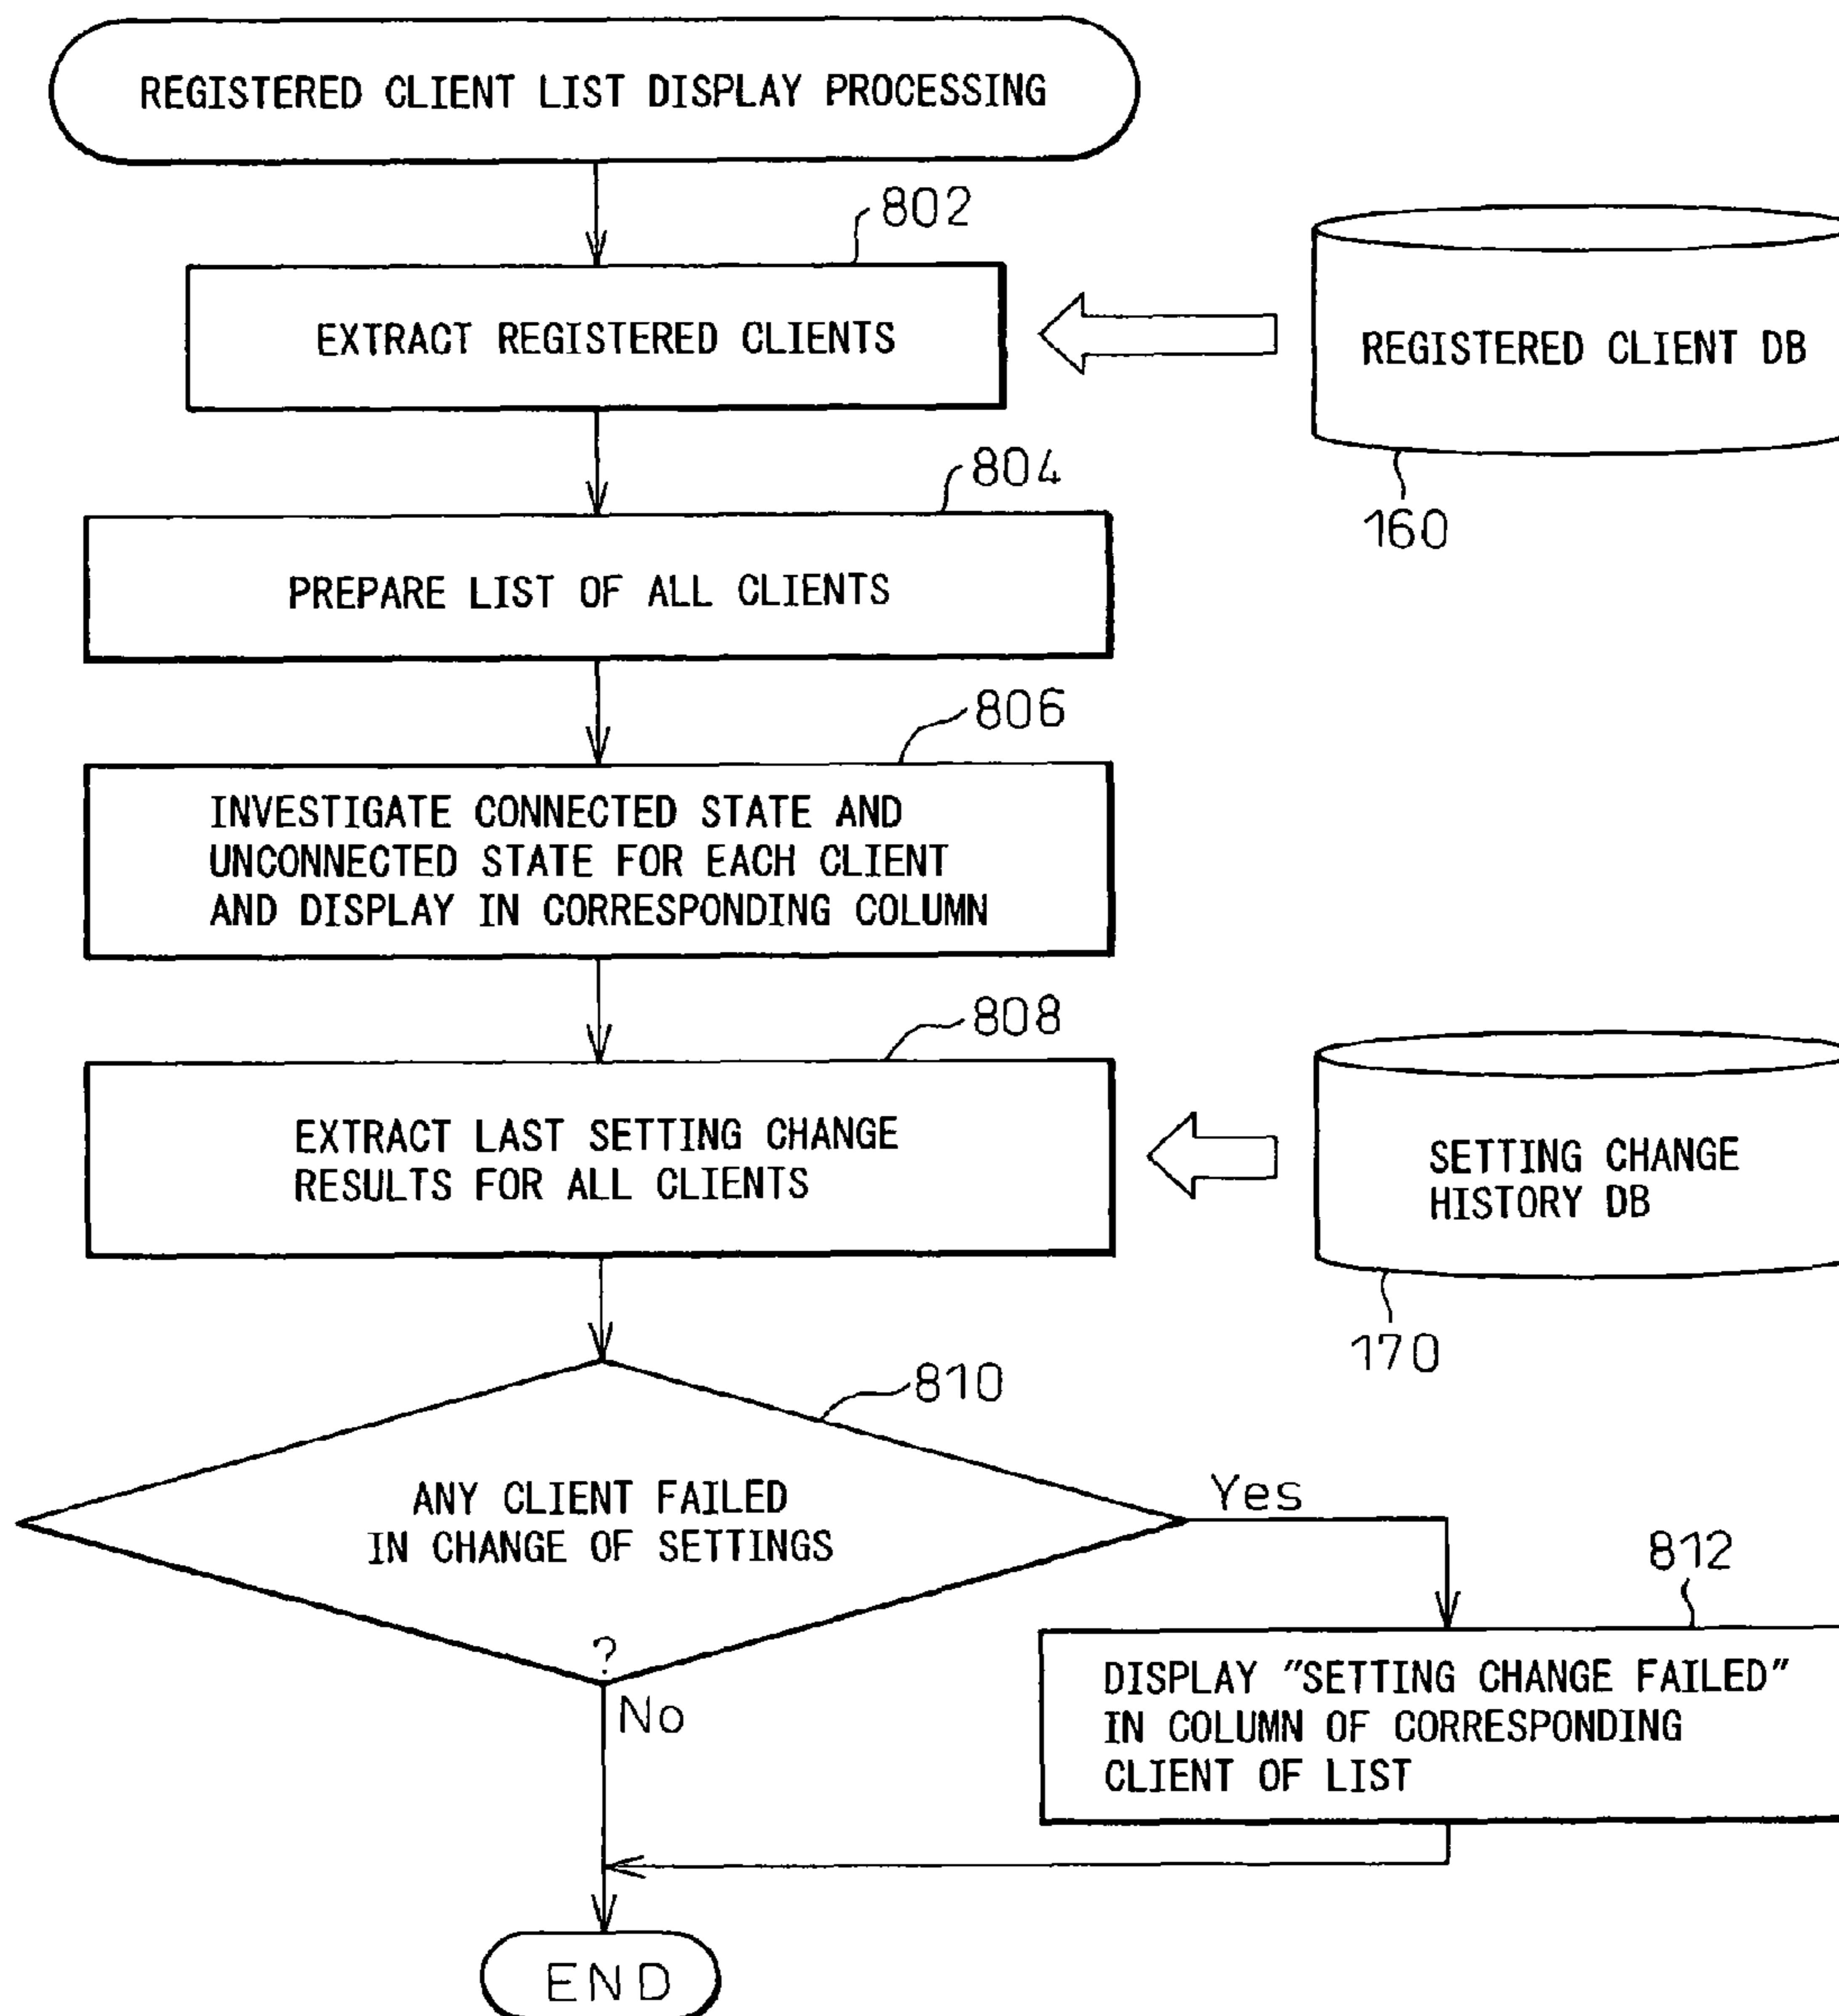 REGISTERED CLIENT LIST DISPLAY PROCESSING
802
EXTRACT REGISTERED CLIENTS
REGISTERED CLIENT DB
160
804
PREPARE LIST OF ALL CLIENTS
806
INVESTIGATE CONNECTED STATE AND
UNCONNECTED STATE FOR EACH CLIENT
AND DISPLAY IN CORRESPONDING COLUMN
808
EXTRACT LAST SETTING CHANGE
RESULTS FOR ALL CLIENTS
SETTING CHANGE
HISTORY DB
170
810
ANY CLIENT FAILED
IN CHANGE OF SETTINGS
?
Yes
No
812
DISPLAY "SETTING CHANGE FAILED"
IN COLUMN OF CORRESPONDING
CLIENT OF LIST
END